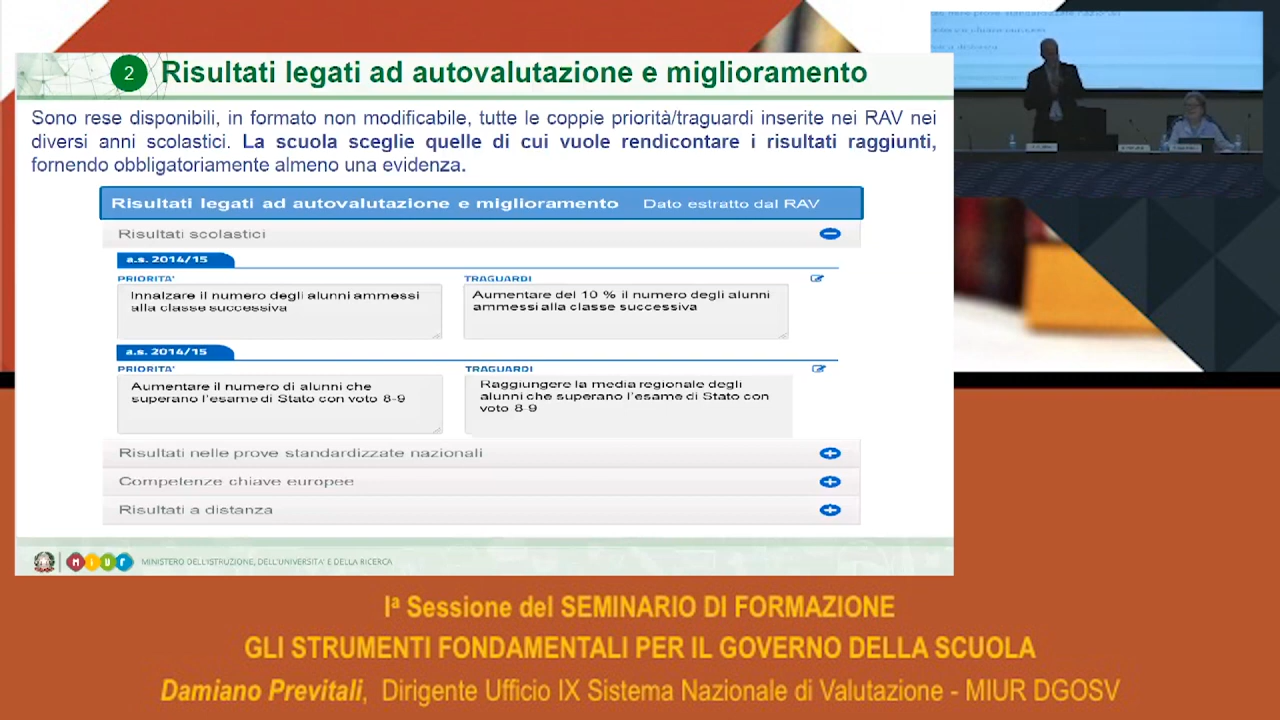 2 Risultati legati ad autovalutazione e miglioramento
Sono rese disponibili, in formato non modificabile, tutte le coppie priorità/traguardi inserite nei RAV nei
diversi anni scolastici. La scuola sceglie quelle di cui vuole rendicontare i risultati raggiunti,
fornendo obbligatoriamente almeno una evidenza.
Risultati legati ad autovalutazione e miglioramento Dato estratto dal RAV
Risultati scolastici
a.s. 2014/15
PRIORITA' TRAGUARDI
Innalzare il numero degli alunni ammessi
alla classe successiva
Aumentare del 10 % il numero degli alunni
ammessi alla classe successiva
a.s. 2014/15
PRIORITA' TRAGUARDI
Aumentare il numero di alunni che
superano l'esame di Stato con voto 8-9
Raggiungere la media regionale degli
alunni che superano l'esame di Stato con
voto 8-9
Risultati nelle prove standardizzate nazionali
Competenze chiave europee
Risultati a distanza
MIUR MINISTERO DELL'ISTRUZIONE, DELL'UNIVERSITA' E DELLA RICERCA
Iª Sessione del SEMINARIO DI FORMAZIONE
GLI STRUMENTI FONDAMENTALI PER IL GOVERNO DELLA SCUOLA
Damiano Previtali, Dirigente Ufficio IX Sistema Nazionale di Valutazione - MIUR DGOSV